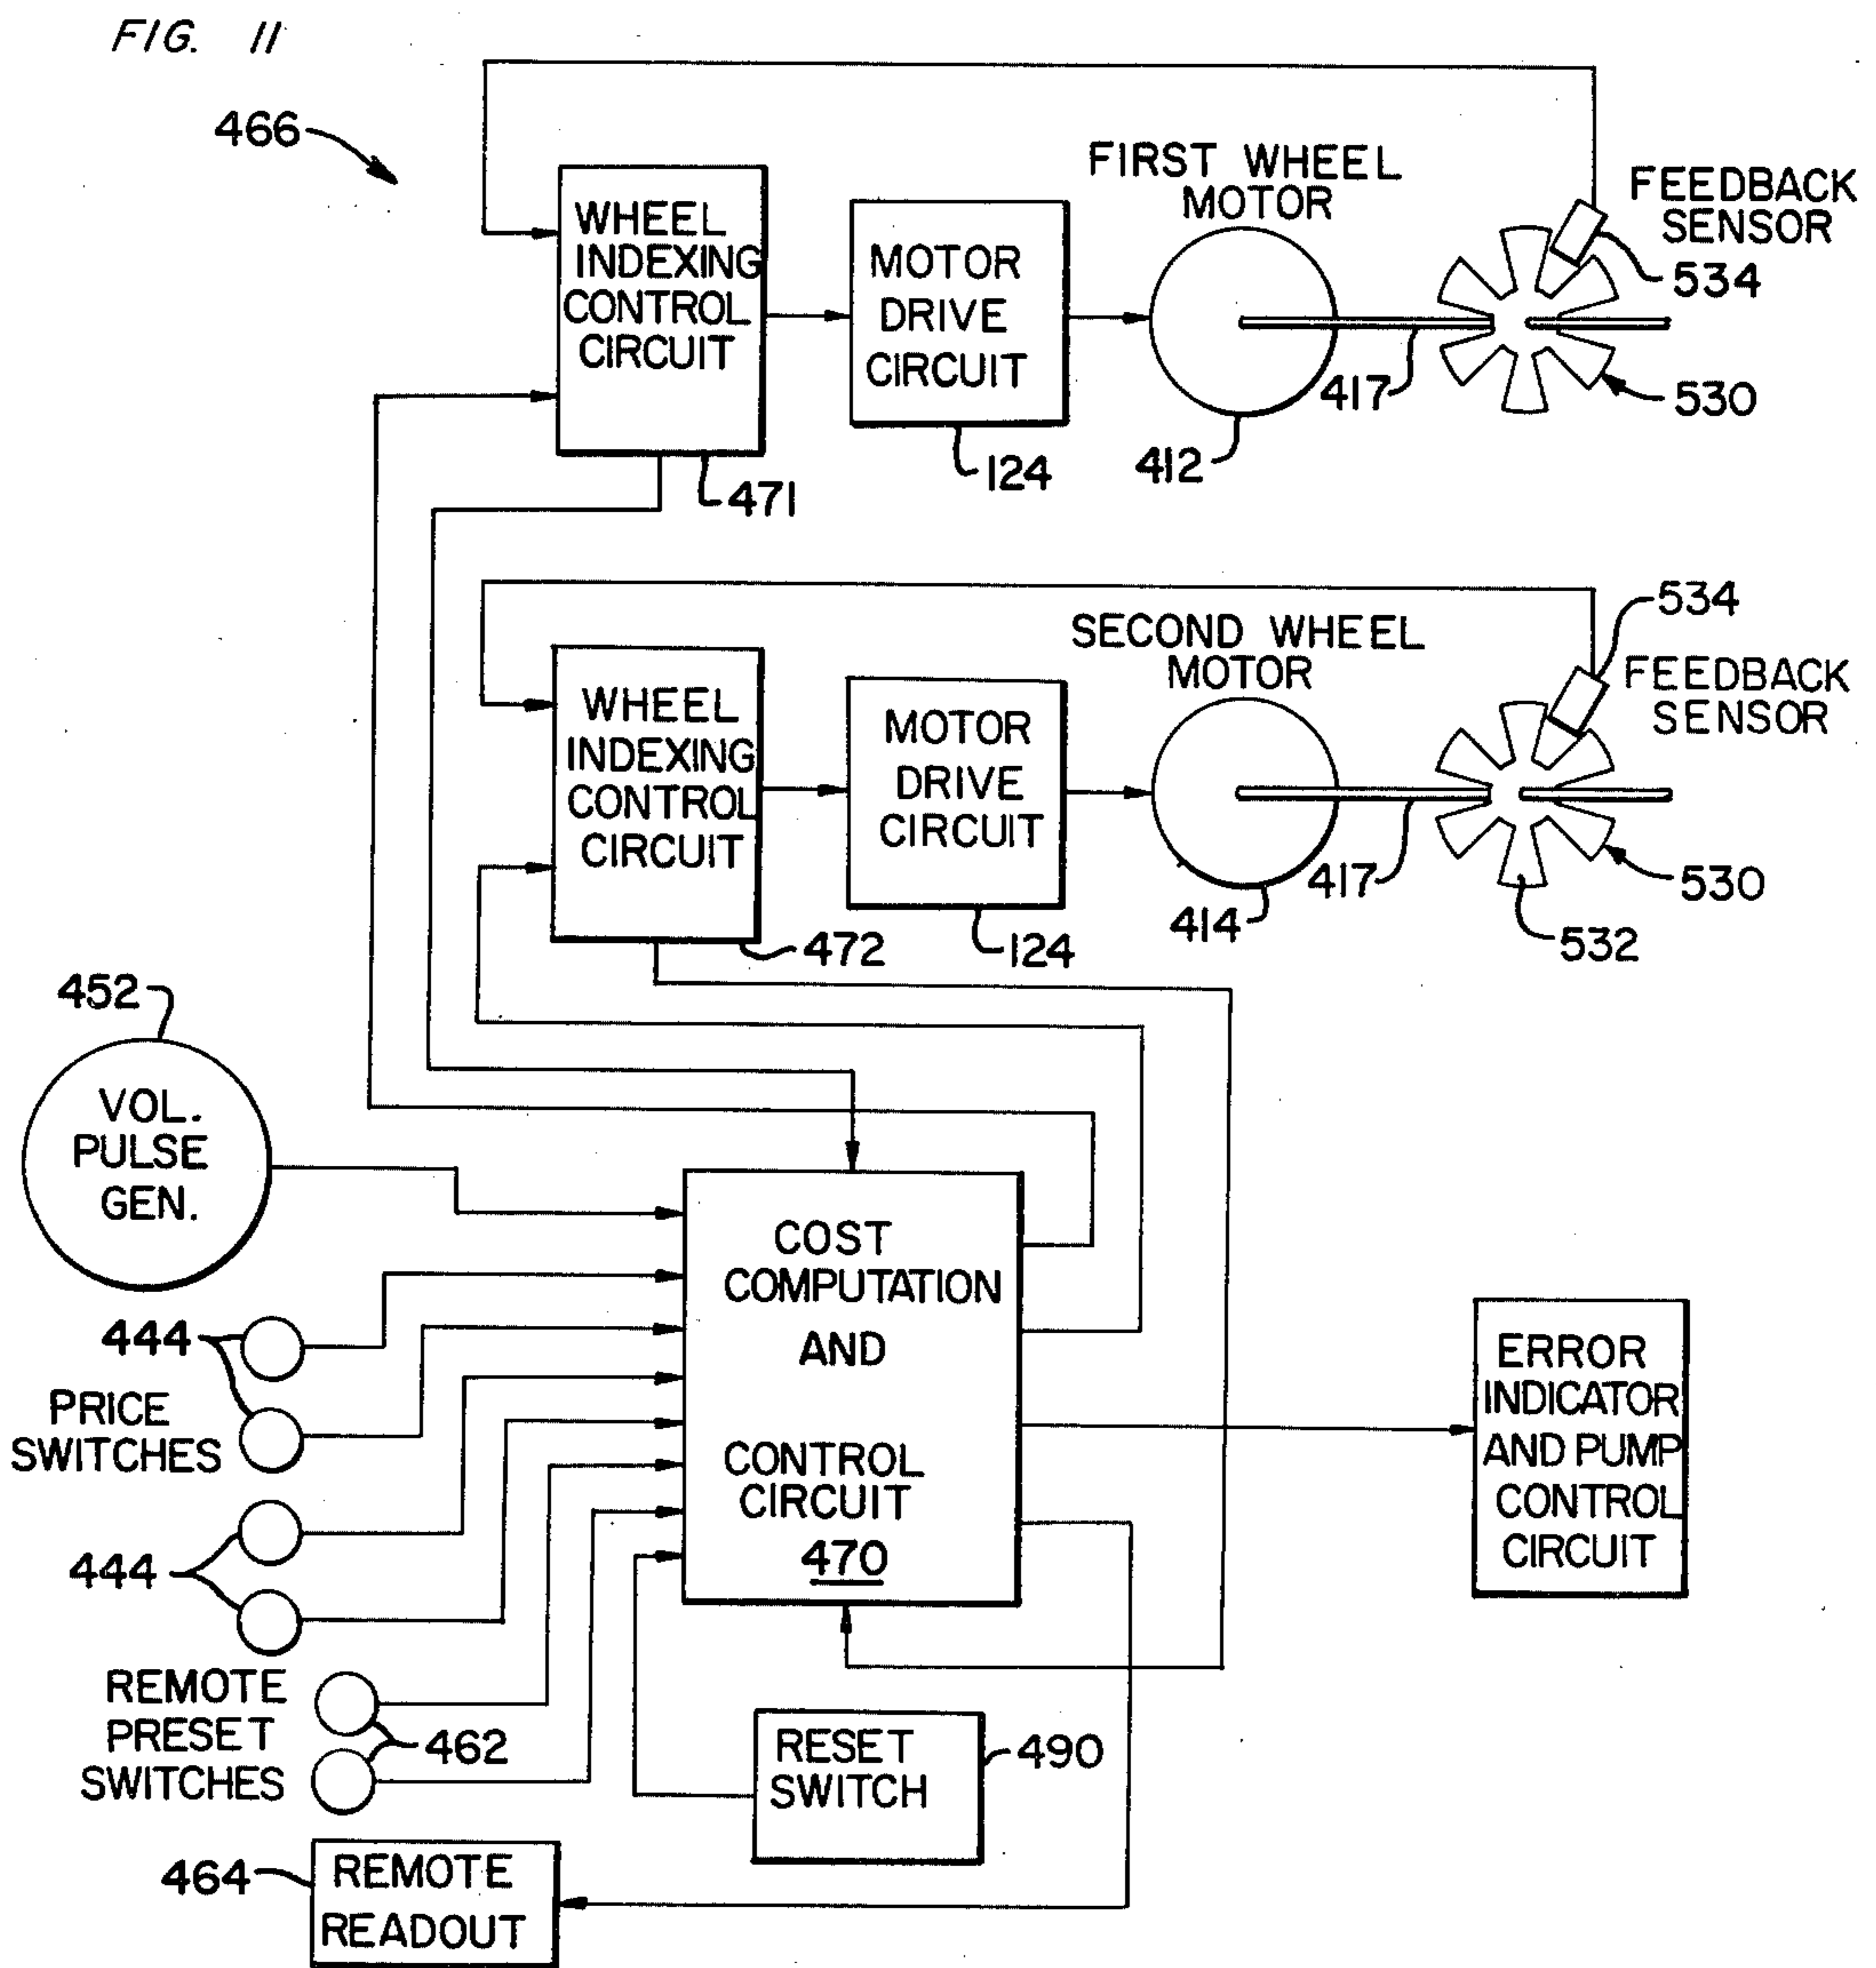 FIG. 11
466
WHEEL
INDEXING
CONTROL
CIRCUIT
471
MOTOR
DRIVE
CIRCUIT
124
FIRST WHEEL
MOTOR
412
417
FEEDBACK
SENSOR
534
530
WHEEL
INDEXING
CONTROL
CIRCUIT
472
MOTOR
DRIVE
CIRCUIT
124
SECOND WHEEL
MOTOR
414
417
534
FEEDBACK
SENSOR
530
532
452
VOL.
PULSE
GEN.
444
PRICE
SWITCHES
444
REMOTE
PRESET
SWITCHES
462
COST
COMPUTATION
AND
CONTROL
CIRCUIT
470
ERROR
INDICATOR
AND PUMP
CONTROL
CIRCUIT
RESET
SWITCH
490
464
REMOTE
READOUT